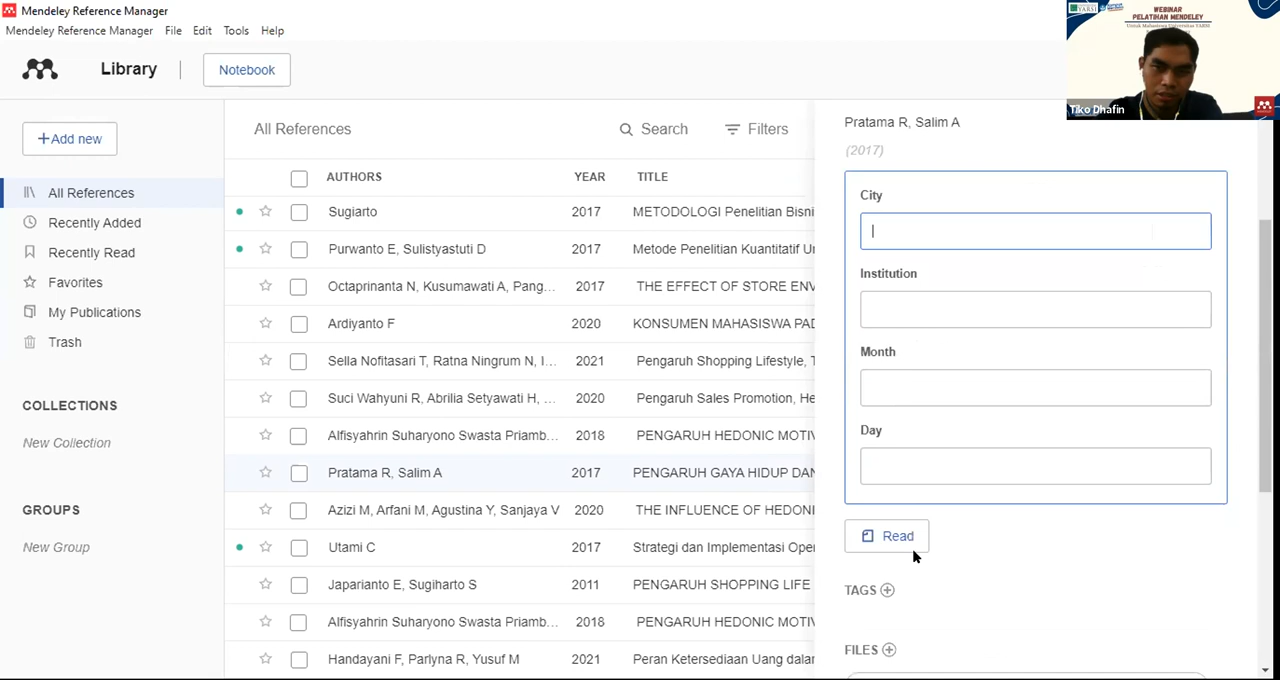 Mendeley Reference Manager
Mendeley Reference Manager File Edit Tools Help
Library
Notebook
YARSI
WEBINAR
PELATIHAN MENDELEY
Untuk Mahasiswa Universitas YARSI
Tiko Dhafin
+Add new
All References
Recently Added
Recently Read
Favorites
My Publications
Trash
COLLECTIONS
New Collection
GROUPS
New Group
All References
Search
Filters
AUTHORS YEAR TITLE
Sugiarto 2017 METODOLOGI Penelitian Bisni
Purwanto E, Sulistyastuti D 2017 Metode Penelitian Kuantitatif U
Octaprinanta N, Kusumawati A, Pang... 2017 THE EFFECT OF STORE ENV
Ardiyanto F 2020 KONSUMEN MAHASISWA PAD
Sella Nofitasari T, Ratna Ningrum N, I... 2021 Pengaruh Shopping Lifestyle, T
Suci Wahyuni R, Abrilia Setyawati H, ... 2020 Pengaruh Sales Promotion, He
Alfisyahrin Suharyono Swasta Priamb... 2018 PENGARUH HEDONIC MOTIV
Pratama R, Salim A 2017 PENGARUH GAYA HIDUP DAN
Azizi M, Arfani M, Agustina Y, Sanjaya V 2020 THE INFLUENCE OF HEDONI
Utami C 2017 Strategi dan Implementasi Oper
Japarianto E, Sugiharto S 2011 PENGARUH SHOPPING LIFE
Alfisyahrin Suharyono Swasta Priamb... 2018 PENGARUH HEDONIC MOTIV
Handayani F, Parlyna R, Yusuf M 2021 Peran Ketersediaan Uang dalam
Pratama R, Salim A
(2017)
City
Institution
Month
Day
Read
TAGS
FILES